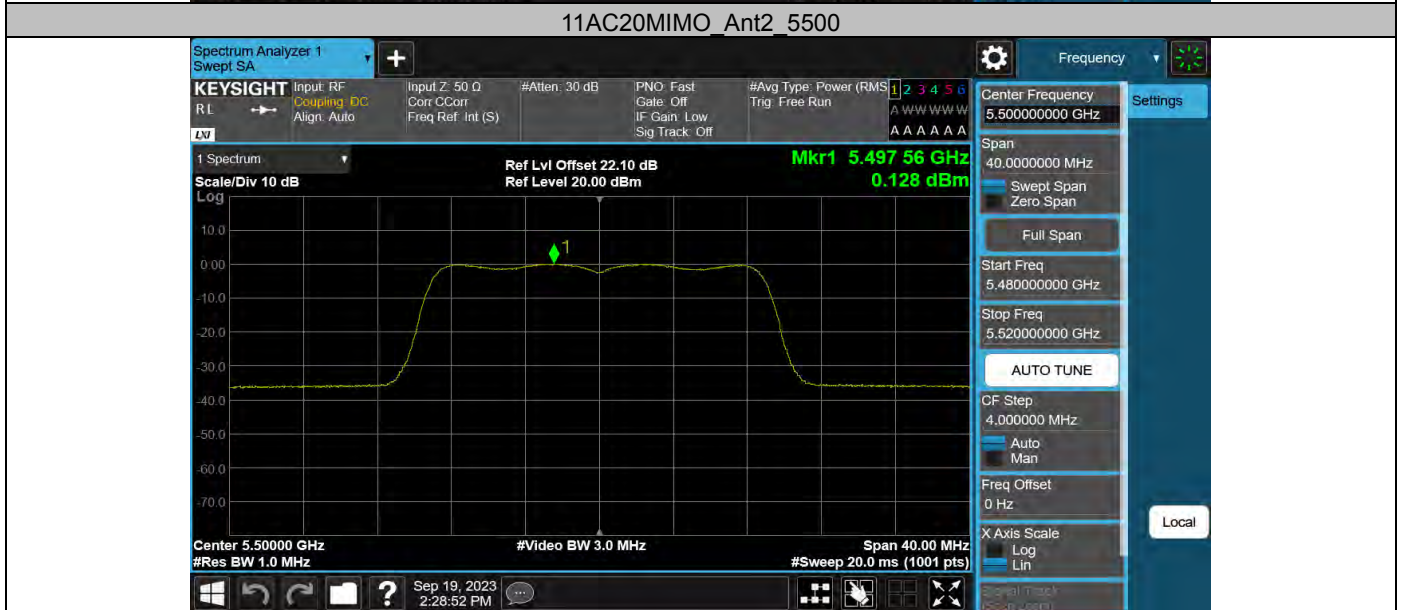 11AC20MIMO_Ant2_5500
Spectrum Analyzer 1
Swept SA
Frequency
KEYSIGHT
RL
LXI
Input: RF
Coupling: DC
Align: Auto
Input Z: 50 Ω
Corr CCorr
Freq Ref: Int (S)
#Atten: 30 dB
PNO: Fast
Gate: Off
IF Gain: Low
Sig Track: Off
#Avg Type: Power (RMS
Trig: Free Run
1 2 3 4 5 6
A W W W W W
A A A A A A
1 Spectrum
Scale/Div 10 dB
Ref Lvl Offset 22.10 dB
Ref Level 20.00 dBm
Mkr1 5.497 56 GHz
0.128 dBm
Log
10.0
0.00
-10.0
-20.0
-30.0
-40.0
-50.0
-60.0
-70.0
1
Center 5.50000 GHz
#Res BW 1.0 MHz
#Video BW 3.0 MHz
Span 40.00 MHz
#Sweep 20.0 ms (1001 pts)
Sep 19, 2023
2:28:52 PM
Center Frequency
5.500000000 GHz
Span
40.0000000 MHz
Swept Span
Zero Span
Full Span
Start Freq
5.480000000 GHz
Stop Freq
5.520000000 GHz
AUTO TUNE
CF Step
4.000000 MHz
Auto
Man
Freq Offset
0 Hz
X Axis Scale
Log
Lin
Settings
Local